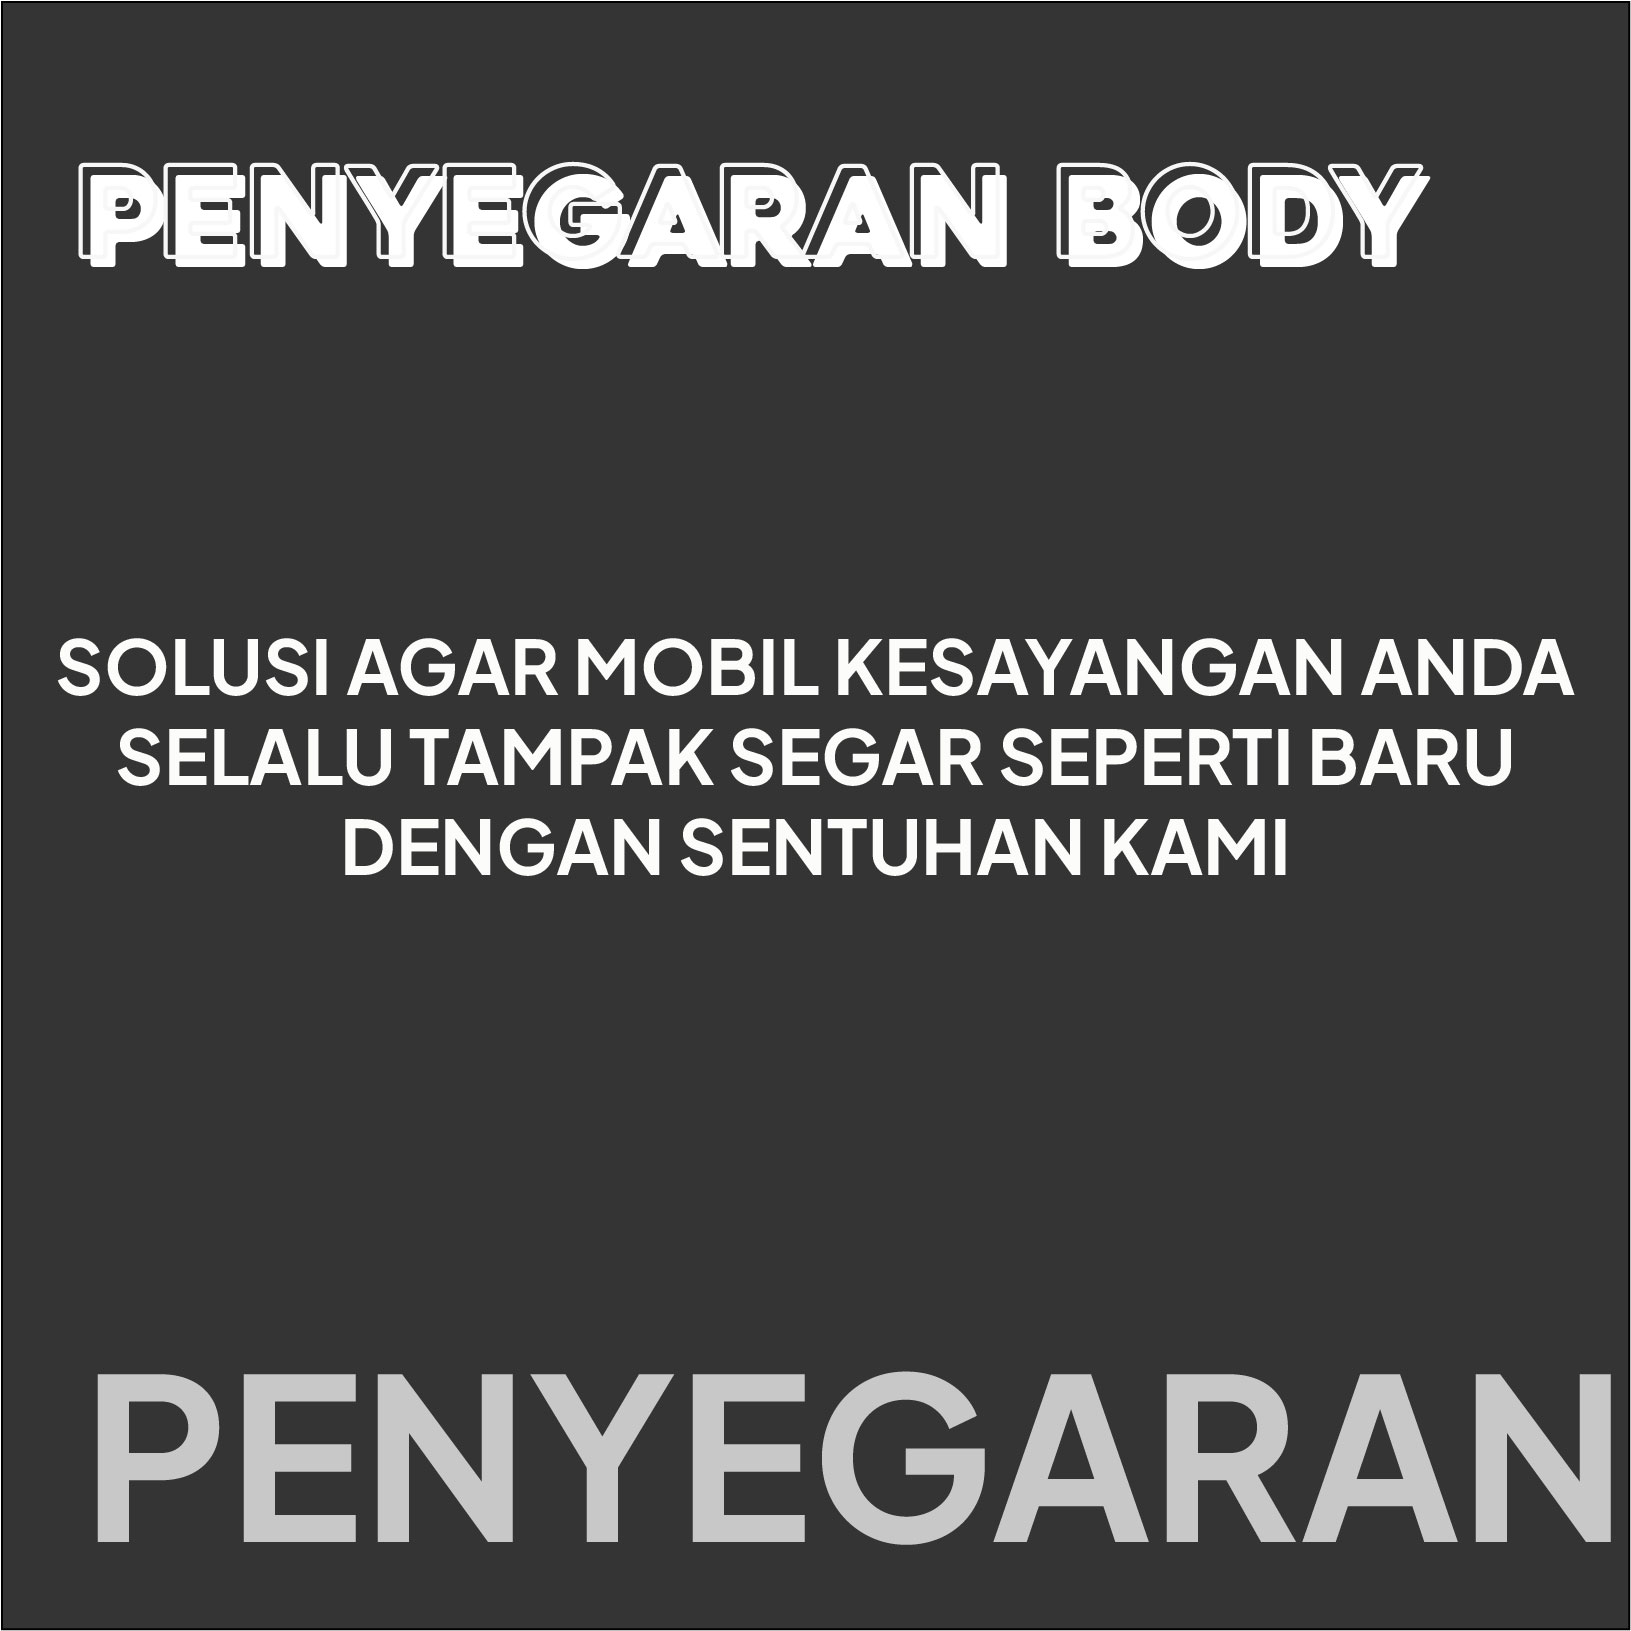 PENYEGARAN BODY
SOLUSI AGAR MOBIL KESAYANGAN ANDA
SELALU TAMPAK SEGAR SEPERTI BARU
DENGAN SENTUHAN KAMI
PENYEGARAN